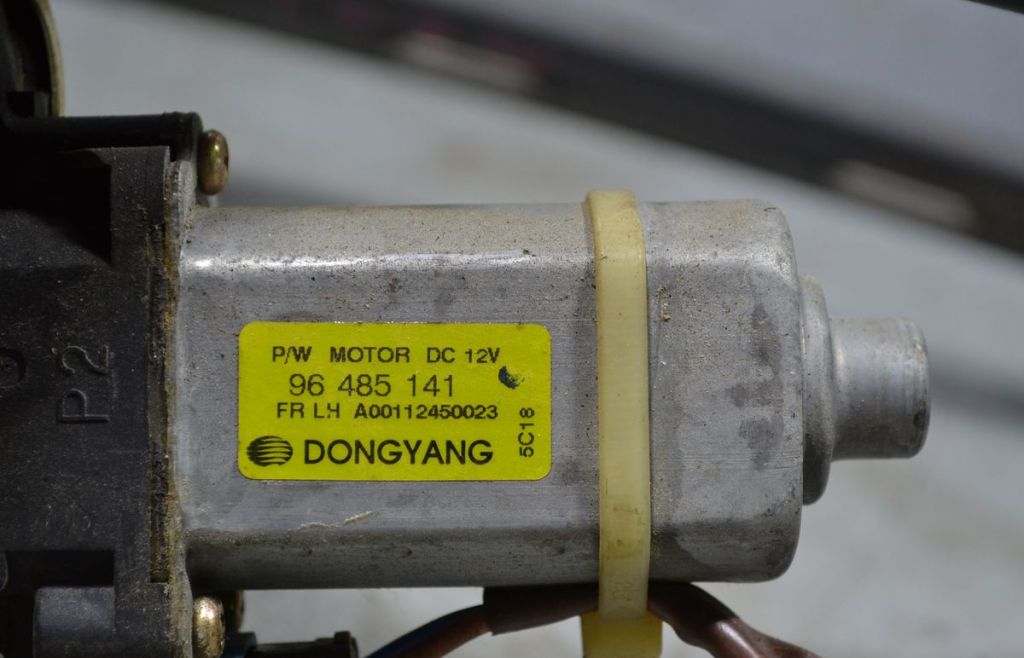 P/W MOTOR DC 12V
96 485 141
FR LH A00112450023
DONGYANG
5C18
P2